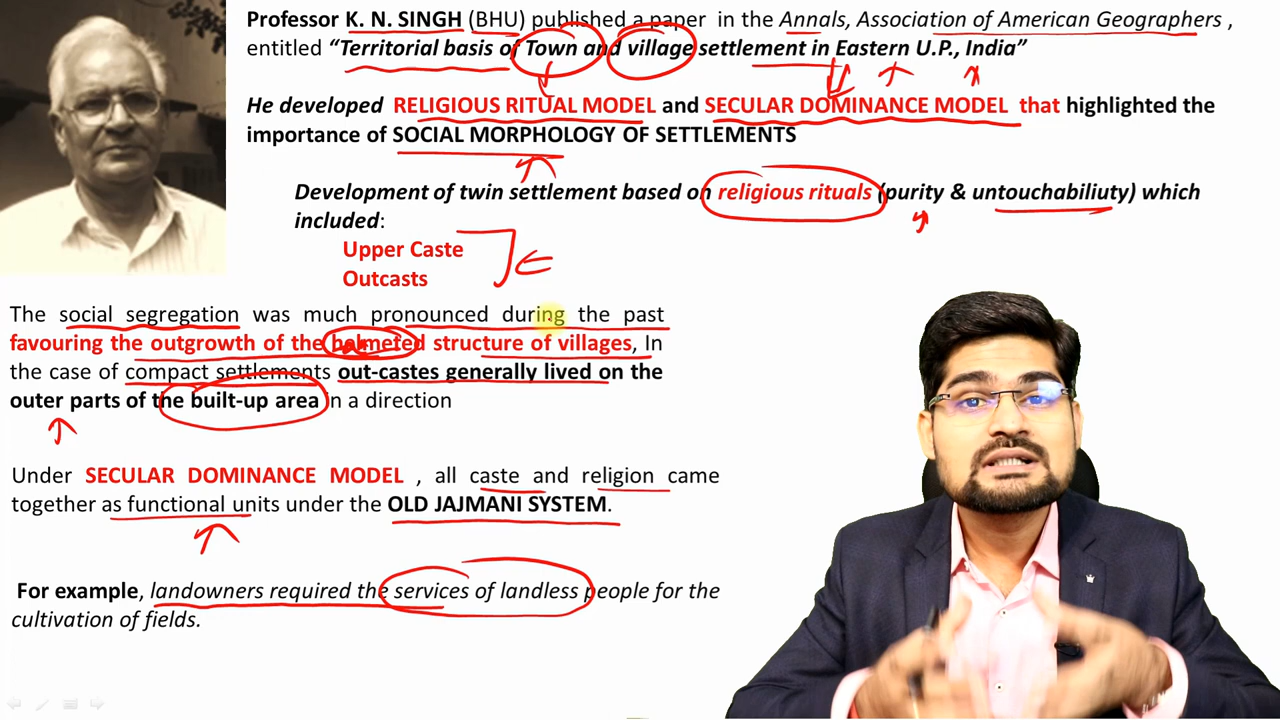 Professor K. N. SINGH (BHU) published a paper in the Annals, Association of American Geographers ,
entitled “Territorial basis of Town and village settlement in Eastern U.P., India”
He developed RELIGIOUS RITUAL MODEL and SECULAR DOMINANCE MODEL that highlighted the
importance of SOCIAL MORPHOLOGY OF SETTLEMENTS
Development of twin settlement based on religious rituals (purity & untouchabiliuty) which
included:
Upper Caste
Outcasts
The social segregation was much pronounced during the past
favouring the outgrowth of the halmeted structure of villages, In
the case of compact settlements out-castes generally lived on the
outer parts of the built-up area in a direction
Under SECULAR DOMINANCE MODEL , all caste and religion came
together as functional units under the OLD JAJMANI SYSTEM.
For example, landowners required the services of landless people for the
cultivation of fields.